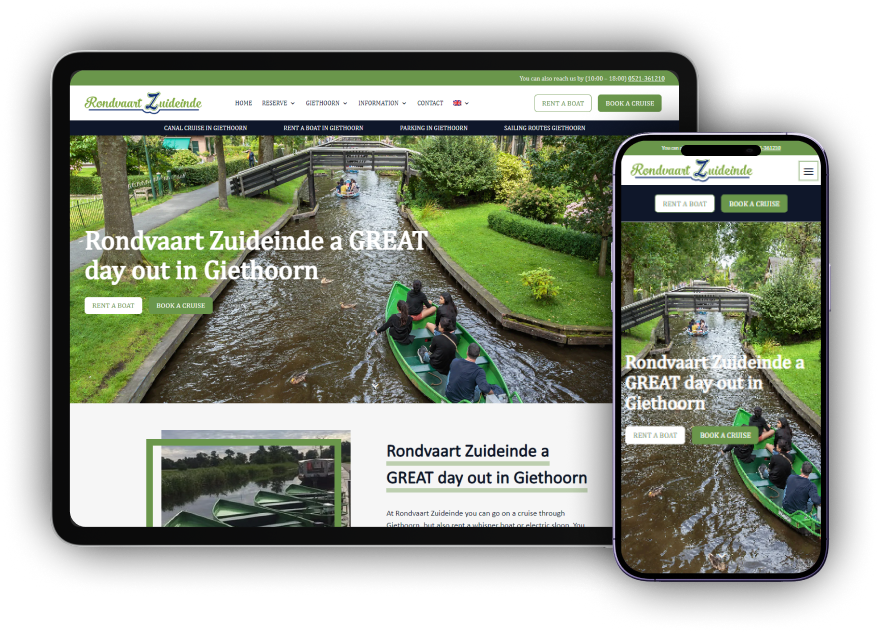 You can also reach us by (10:00 - 18:00) 0521-361210
Rondvaart Zuideinde
HOME RESERVE GIETHOORN INFORMATION CONTACT
RENT A BOAT BOOK A CRUISE
CANAL CRUISE IN GIETHOORN RENT A BOAT IN GIETHOORN PARKING IN GIETHOORN SAILING ROUTES GIETHOORN
Rondvaart Zuideinde a GREAT
day out in Giethoorn
RENT A BOAT BOOK A CRUISE
Rondvaart Zuideinde a
GREAT day out in Giethoorn
At Rondvaart Zuideinde you can go on a cruise through
Giethoorn, but also rent a whisper boat or electric sloop. You
You can 361210
Rondvaart Zuideinde
RENT A BOAT BOOK A CRUISE
Rondvaart Zuideinde a
GREAT day out in
Giethoorn
RENT A BOAT BOOK A CRUISE